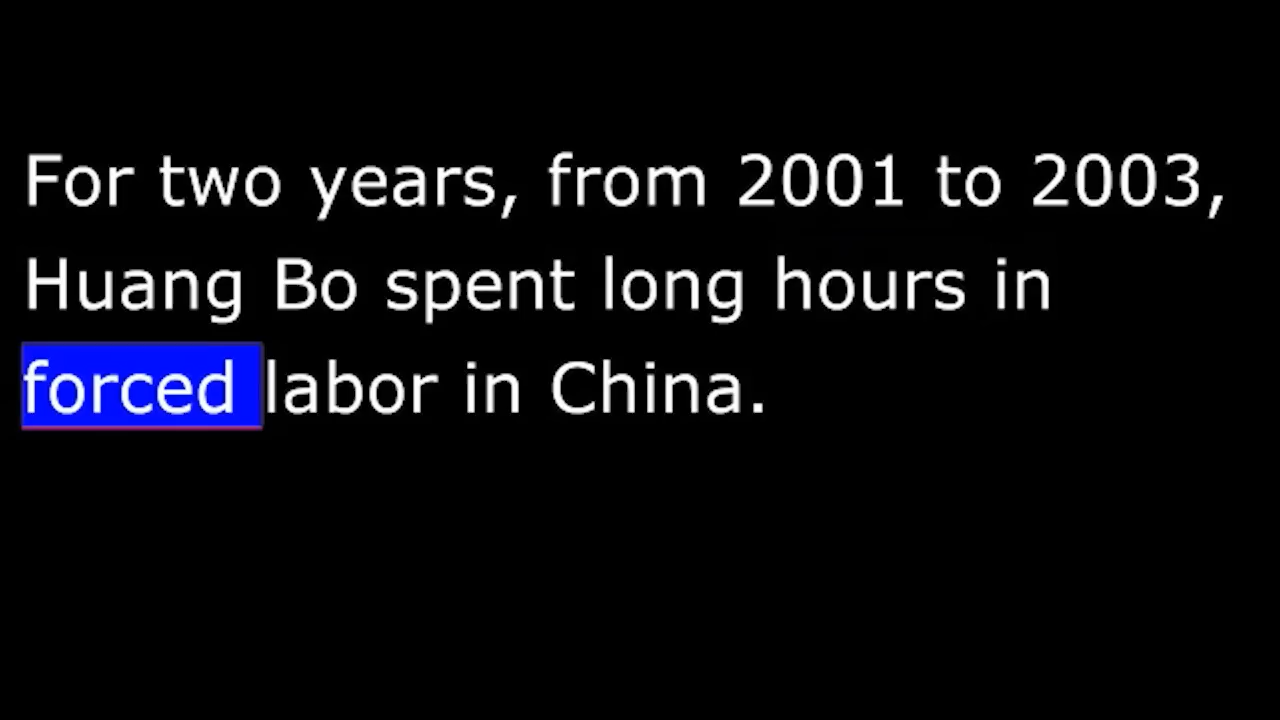 For two years, from 2001 to 2003,
Huang Bo spent long hours in
forced labor in China.